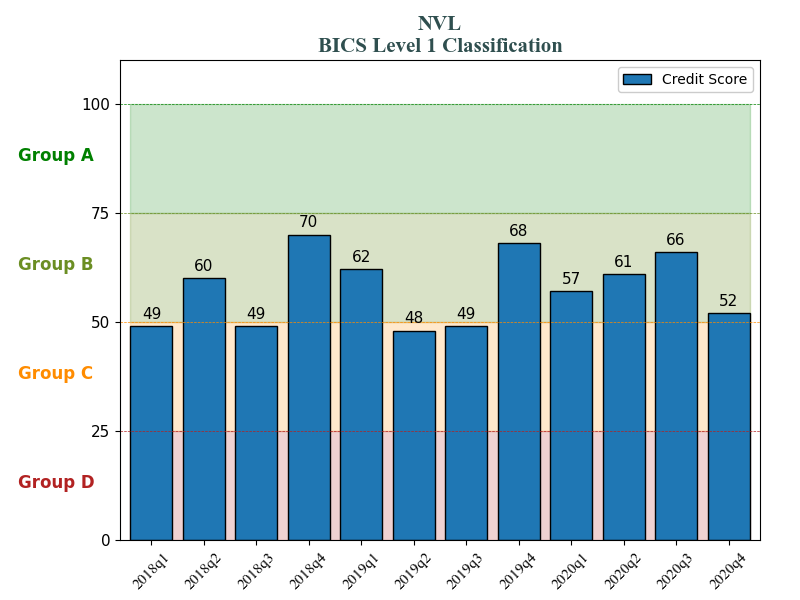 NVL
BICS Level 1 Classification
Credit Score
100
Group A
75
70
68
66
Group B
62
61
60
57
52
50
49
49
48
49
Group C
25
Group D
0
2018q1
2018q2
2018q3
2018q4
2019q1
2019q2
2019q3
2019q4
2020q1
2020q2
2020q3
2020q4